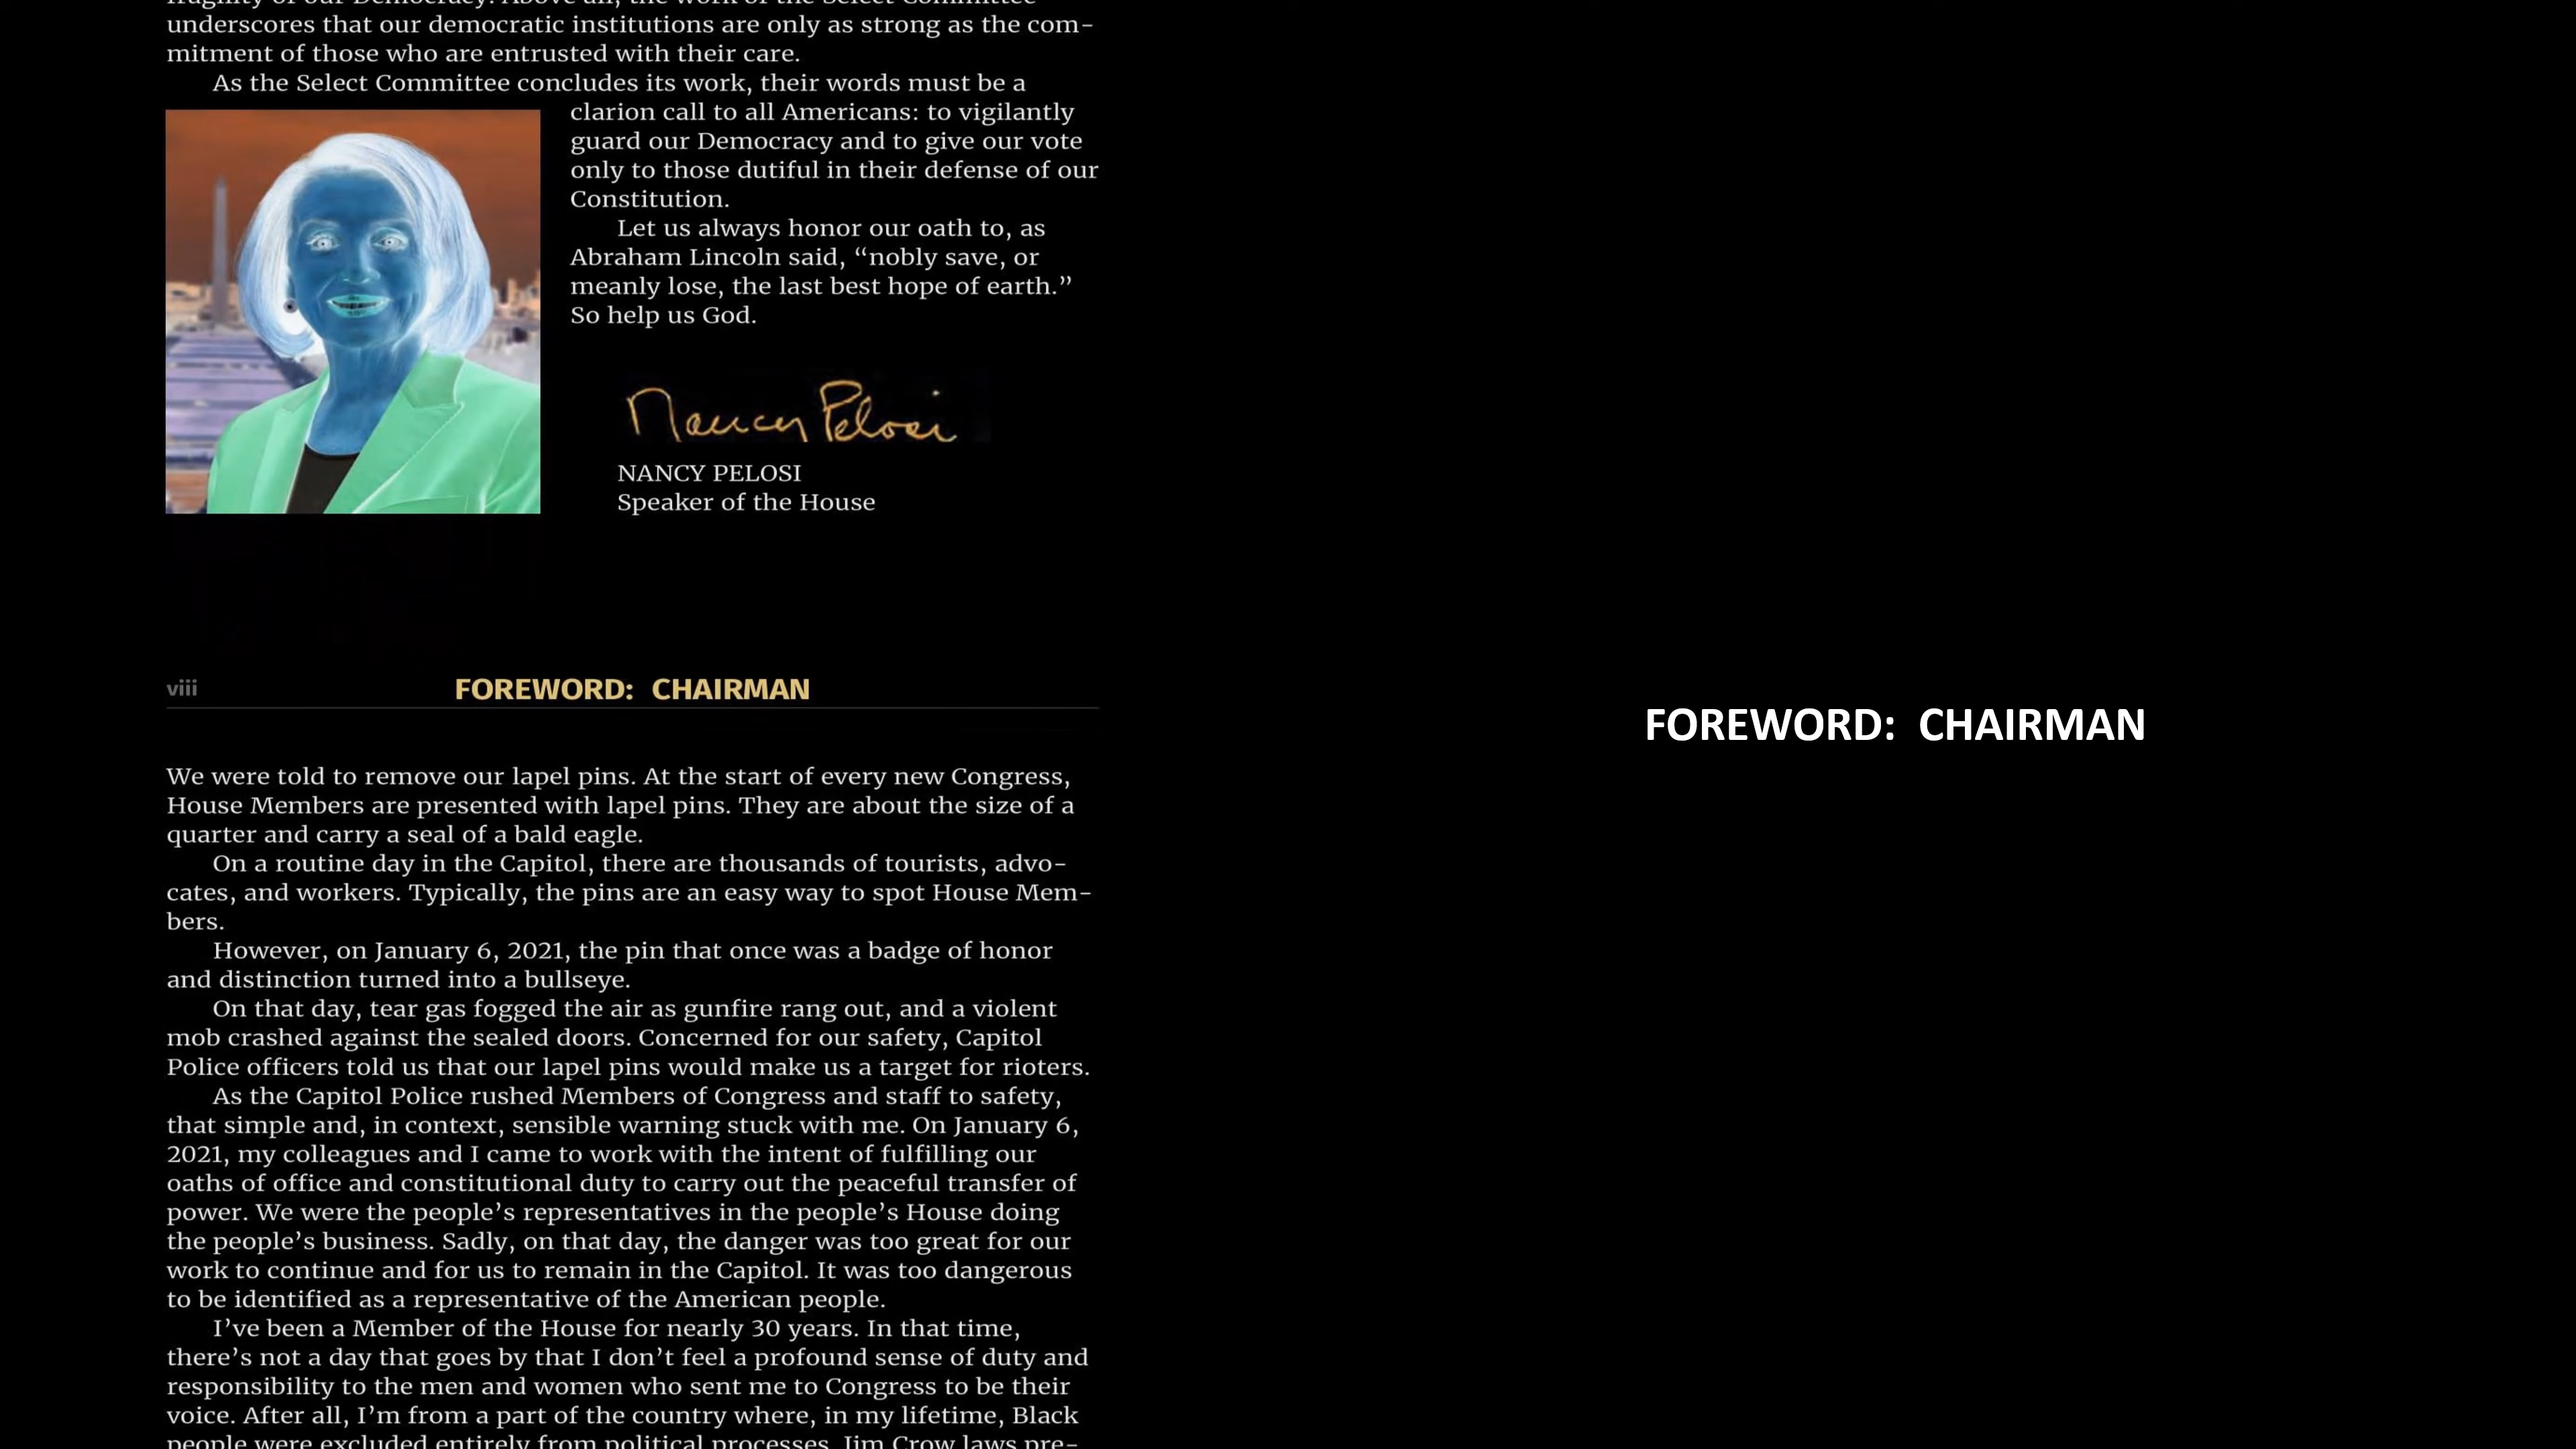 underscores that our democratic institutions are only as strong as the com-
mitment of those who are entrusted with their care.
As the Select Committee concludes its work, their words must be a
clarion call to all Americans: to vigilantly
guard our Democracy and to give our vote
only to those dutiful in their defense of our
Constitution.
Let us always honor our oath to, as
Abraham Lincoln said, “nobly save, or
meanly lose, the last best hope of earth.”
So help us God.
Nancy Pelosi
NANCY PELOSI
Speaker of the House
viii FOREWORD: CHAIRMAN
FOREWORD: CHAIRMAN
We were told to remove our lapel pins. At the start of every new Congress,
House Members are presented with lapel pins. They are about the size of a
quarter and carry a seal of a bald eagle.
On a routine day in the Capitol, there are thousands of tourists, advo-
cates, and workers. Typically, the pins are an easy way to spot House Mem-
bers.
However, on January 6, 2021, the pin that once was a badge of honor
and distinction turned into a bullseye.
On that day, tear gas fogged the air as gunfire rang out, and a violent
mob crashed against the sealed doors. Concerned for our safety, Capitol
Police officers told us that our lapel pins would make us a target for rioters.
As the Capitol Police rushed Members of Congress and staff to safety,
that simple and, in context, sensible warning stuck with me. On January 6,
2021, my colleagues and I came to work with the intent of fulfilling our
oaths of office and constitutional duty to carry out the peaceful transfer of
power. We were the people’s representatives in the people’s House doing
the people’s business. Sadly, on that day, the danger was too great for our
work to continue and for us to remain in the Capitol. It was too dangerous
to be identified as a representative of the American people.
I’ve been a Member of the House for nearly 30 years. In that time,
there’s not a day that goes by that I don’t feel a profound sense of duty and
responsibility to the men and women who sent me to Congress to be their
voice. After all, I’m from a part of the country where, in my lifetime, Black
people were excluded entirely from political processes. Jim Crow laws pre-